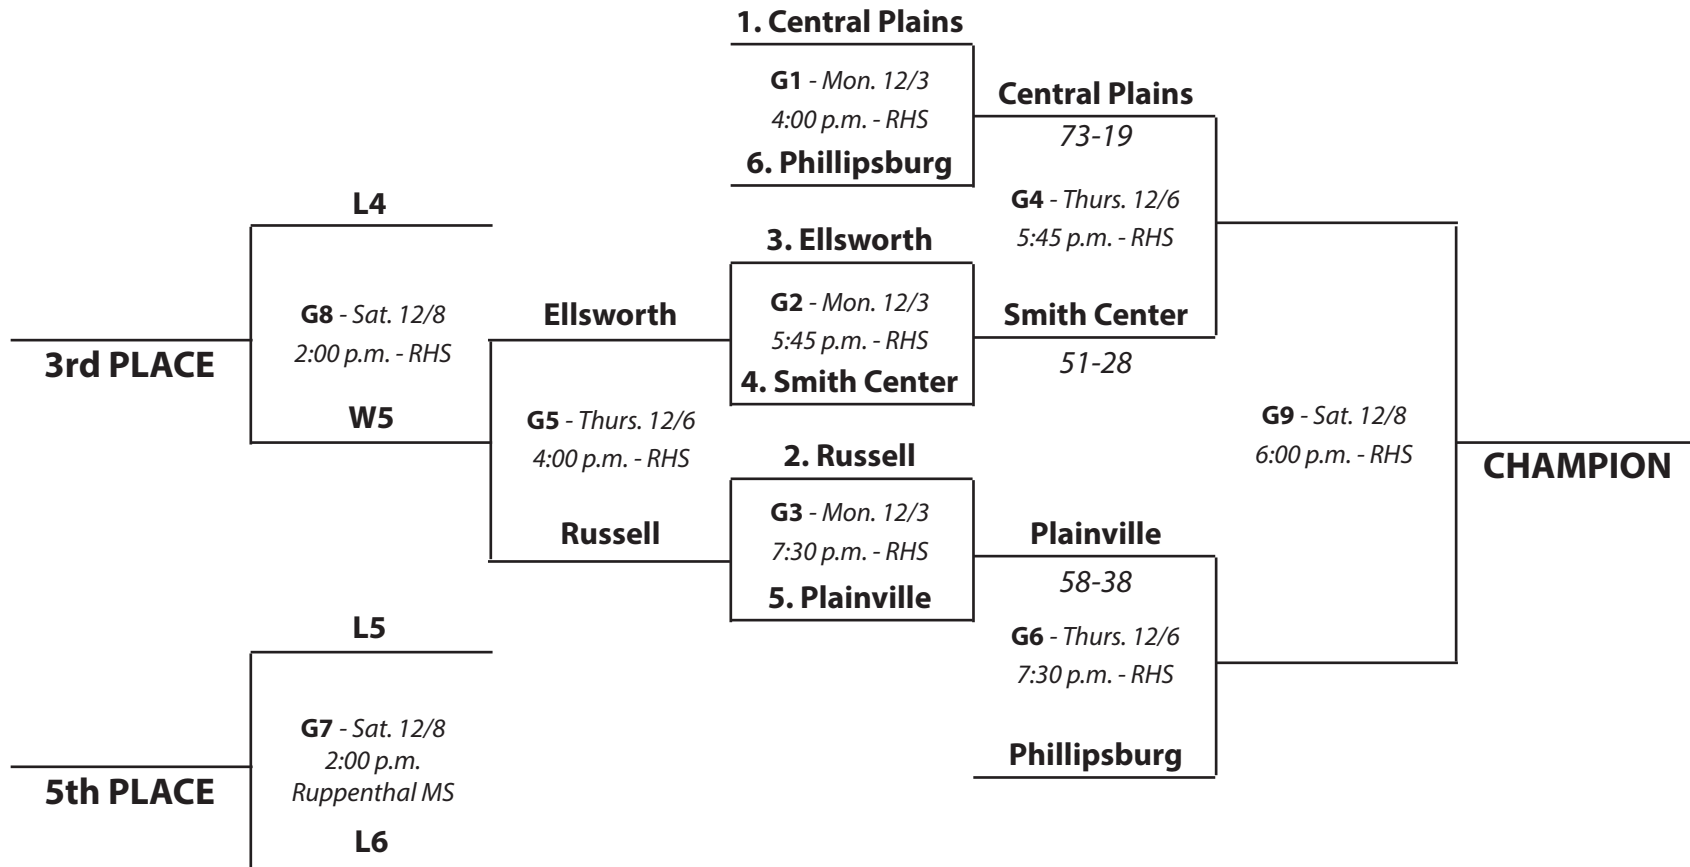 1. Central Plains
G1 - Mon. 12/3
4:00 p.m. - RHS
6. Phillipsburg
Central Plains
73-19
G4 - Thurs. 12/6
5:45 p.m. - RHS
L4
3. Ellsworth
G2 - Mon. 12/3
5:45 p.m. - RHS
4. Smith Center
Smith Center
51-28
G8 - Sat. 12/8
2:00 p.m. - RHS
3rd PLACE
Ellsworth
W5
G5 - Thurs. 12/6
4:00 p.m. - RHS
G9 - Sat. 12/8
6:00 p.m. - RHS
CHAMPION
2. Russell
G3 - Mon. 12/3
7:30 p.m. - RHS
5. Plainville
Russell
Plainville
58-38
G6 - Thurs. 12/6
7:30 p.m. - RHS
Phillipsburg
L5
G7 - Sat. 12/8
2:00 p.m.
Ruppenthal MS
5th PLACE
L6